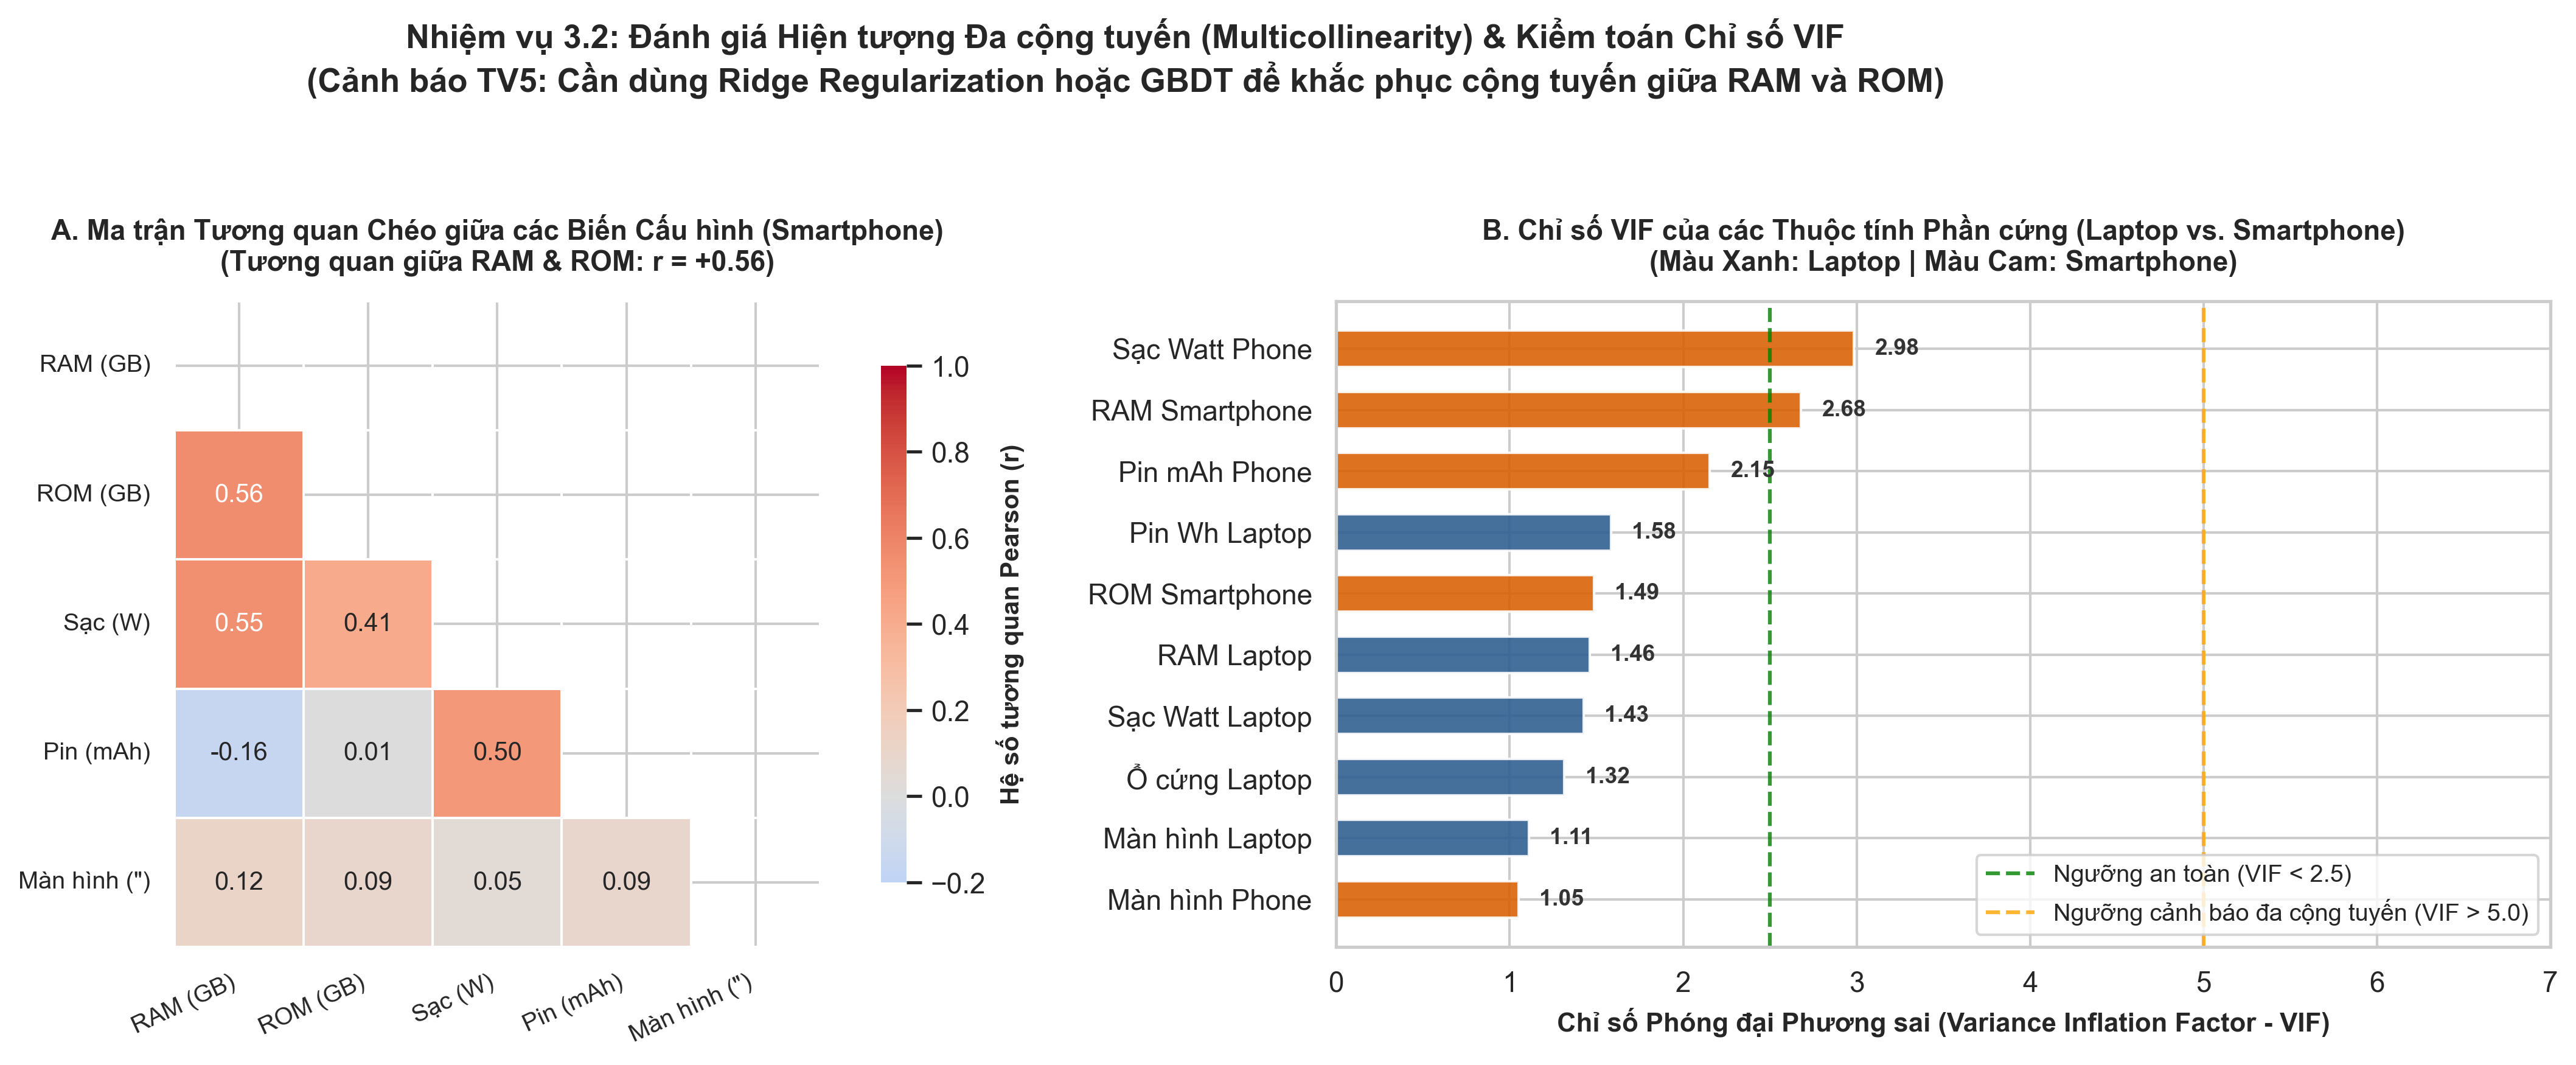 Nhiệm vụ 3.2: Đánh giá Hiện tượng Đa cộng tuyến (Multicollinearity) & Kiểm toán Chỉ số VIF
(Cảnh báo TV5: Cần dùng Ridge Regularization hoặc GBDT để khắc phục cộng tuyến giữa RAM và ROM)
A. Ma trận Tương quan Chéo giữa các Biến Cấu hình (Smartphone)
(Tương quan giữa RAM & ROM: r = +0.56)
RAM (GB)
ROM (GB)
0.56
Sạc (W)
0.55
0.41
Pin (mAh)
-0.16
0.01
0.50
Màn hình (")
0.12
0.09
0.05
0.09
RAM (GB)
ROM (GB)
Sạc (W)
Pin (mAh)
Màn hình (")
1.0
0.8
0.6
0.4
0.2
0.0
−0.2
Hệ số tương quan Pearson (r)
B. Chỉ số VIF của các Thuộc tính Phần cứng (Laptop vs. Smartphone)
(Màu Xanh: Laptop | Màu Cam: Smartphone)
Sạc Watt Phone
2.98
RAM Smartphone
2.68
Pin mAh Phone
2.15
Pin Wh Laptop
1.58
ROM Smartphone
1.49
RAM Laptop
1.46
Sạc Watt Laptop
1.43
Ổ cứng Laptop
1.32
Màn hình Laptop
1.11
Màn hình Phone
1.05
Ngưỡng an toàn (VIF < 2.5)
Ngưỡng cảnh báo đa cộng tuyến (VIF > 5.0)
0
1
2
3
4
5
6
7
Chỉ số Phóng đại Phương sai (Variance Inflation Factor - VIF)